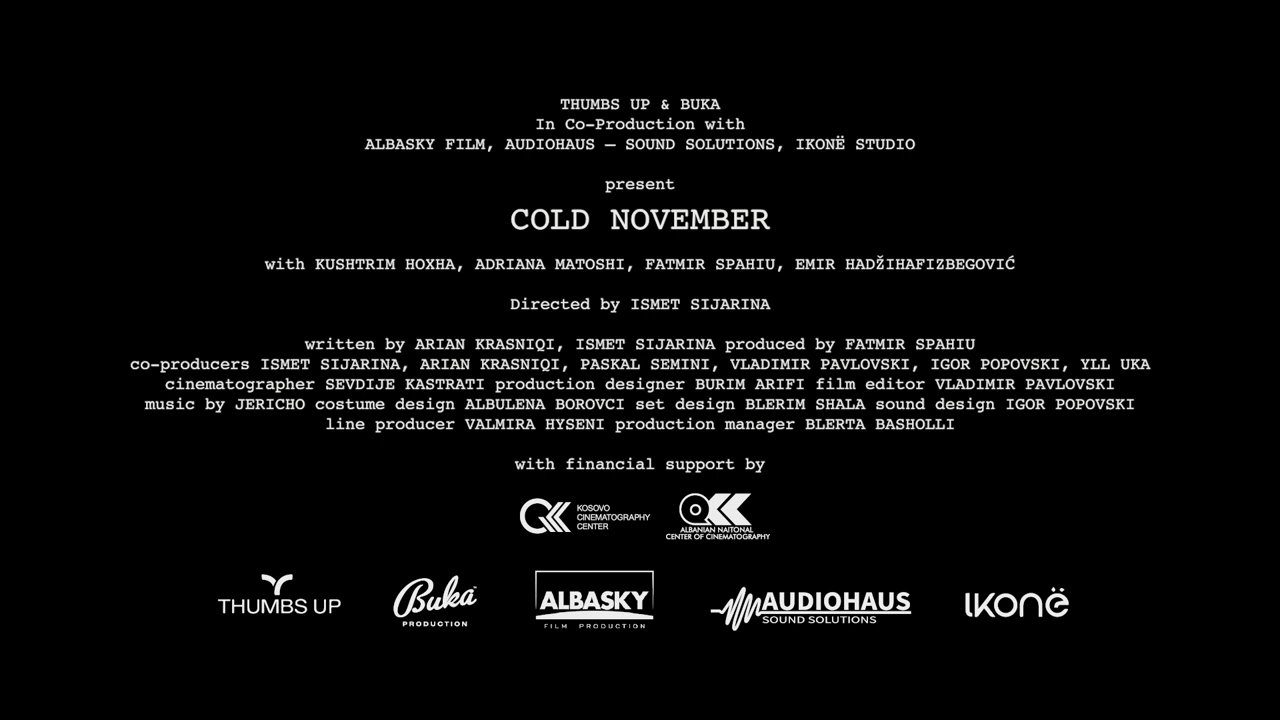 THUMBS UP & BUKA
In Co-Production with
ALBASKY FILM, AUDIOHAUS – SOUND SOLUTIONS, IKONË STUDIO
present
COLD NOVEMBER
with KUSHTRIM HOXHA, ADRIANA MATOSHI, FATMIR SPAHIU, EMIR HADŽIHAFIZBEGOVIĆ
Directed by ISMET SIJARINA
written by ARIAN KRASNIQI, ISMET SIJARINA produced by FATMIR SPAHIU
co-producers ISMET SIJARINA, ARIAN KRASNIQI, PASKAL SEMINI, VLADIMIR PAVLOVSKI, IGOR POPOVSKI, YLL UKA
cinematographer SEVDIJE KASTRATI production designer BURIM ARIFI film editor VLADIMIR PAVLOVSKI
music by JERICHO costume design ALBULENA BOROVCI set design BLERIM SHALA sound design IGOR POPOVSKI
line producer VALMIRA HYSENI production manager BLERTA BASHOLLI
with financial support by
KOSOVO
CINEMATOGRAPHY
CENTER
ALBANIAN NAITONAL
CENTER OF CINEMATOGRAPHY
THUMBS UP
Buka
PRODUCTION
ALBASKY
FILM PRODUCTION
AUDIOHAUS
SOUND SOLUTIONS
IKONË